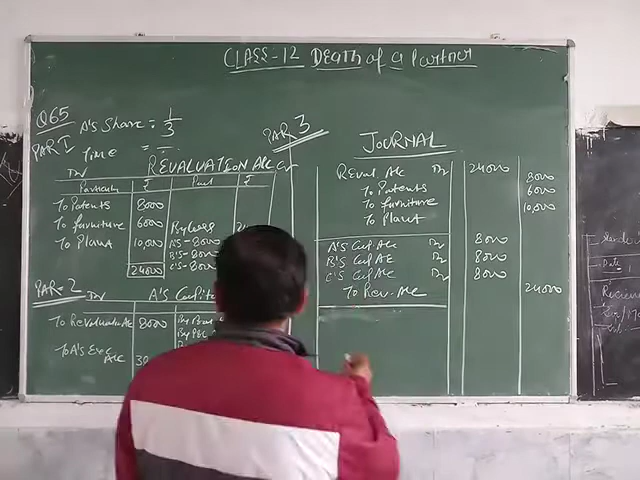 CLASS-12 Death of a Partner
Q65
A's Share = 1/3
PART 1
Time =
REVALUATION A/c
Dr Cr
Particulars ₹ Part ₹
To Patents 8000
To furniture 6000 By Loss
To Plant 10,000 A's - 8000
B's - 8000
24000 C's - 8000
PART-2
Dr A's Capital
To Revaluation A/c 8000
To A's Exe A/c
PART 3
JOURNAL
Reval. A/c Dr 24000
To Patents 8000
To furniture 6000
To Plant 10,000
A's Cap A/c Dr 8000
B's Cap A/c Dr 8000
C's Cap A/c Dr 8000
To Rev. A/c 24000